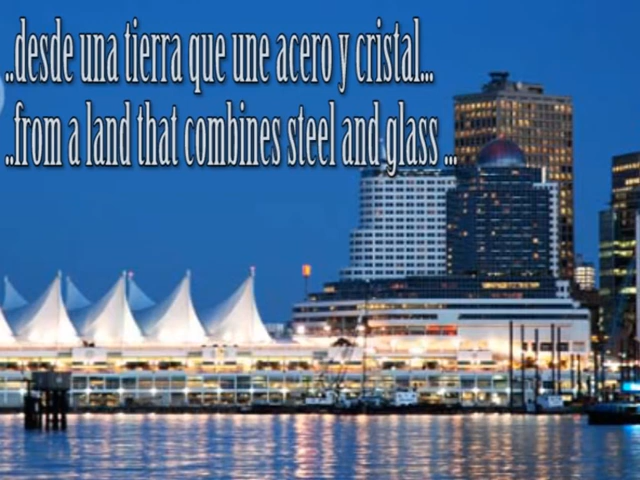 ..desde una tierra que une acero y cristal...
..from a land that combines steel and glass ...